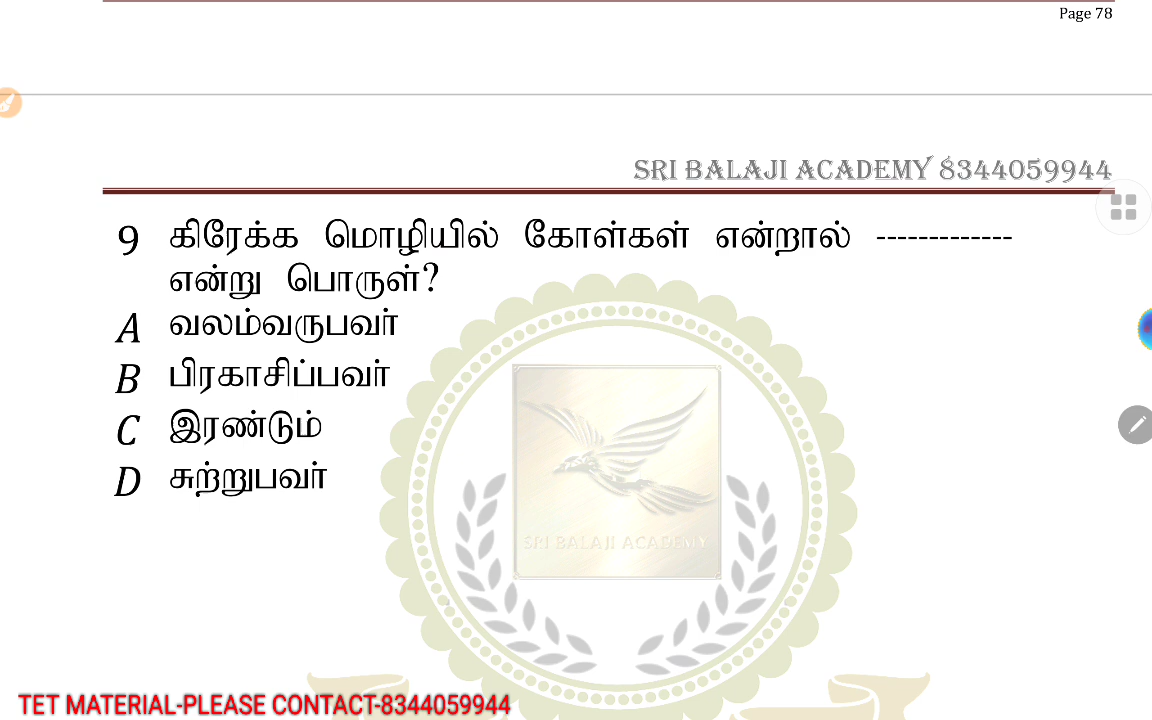 Page 78
SRI BALAJI ACADEMY 8344059944
9 கிரேக்க மொழியில் கோள்கள் என்றால் -------------
என்று பொருள்?
A வலம்வருபவர்
B பிரகாசிப்பவர்
C இரண்டும்
D சுற்றுபவர்
SRI BALAJI ACADEMY
TET MATERIAL-PLEASE CONTACT-8344059944